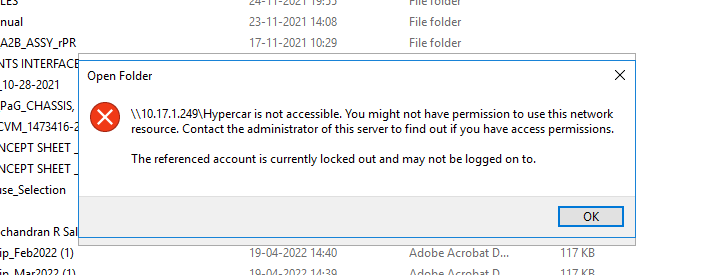 24-11-2021 19:55 File folder
nual 23-11-2021 14:08 File folder
A2B_ASSY_rPR 17-11-2021 10:29 File folder
NTS INTERFACE
_10-28-2021
PaG_CHASSIS,
CVM_1473416-2
NCEPT SHEET _
NCEPT SHEET _
use_Selection
chandran R Sal
ip_Feb2022 (1) 19-04-2022 14:40 Adobe Acrobat D... 117 KB
ip_Mar2022 (1) 19-04-2022 14:39 Adobe Acrobat D... 116 KB
Open Folder
\\10.17.1.249\Hypercar is not accessible. You might not have permission to use this network
resource. Contact the administrator of this server to find out if you have access permissions.
The referenced account is currently locked out and may not be logged on to.
OK